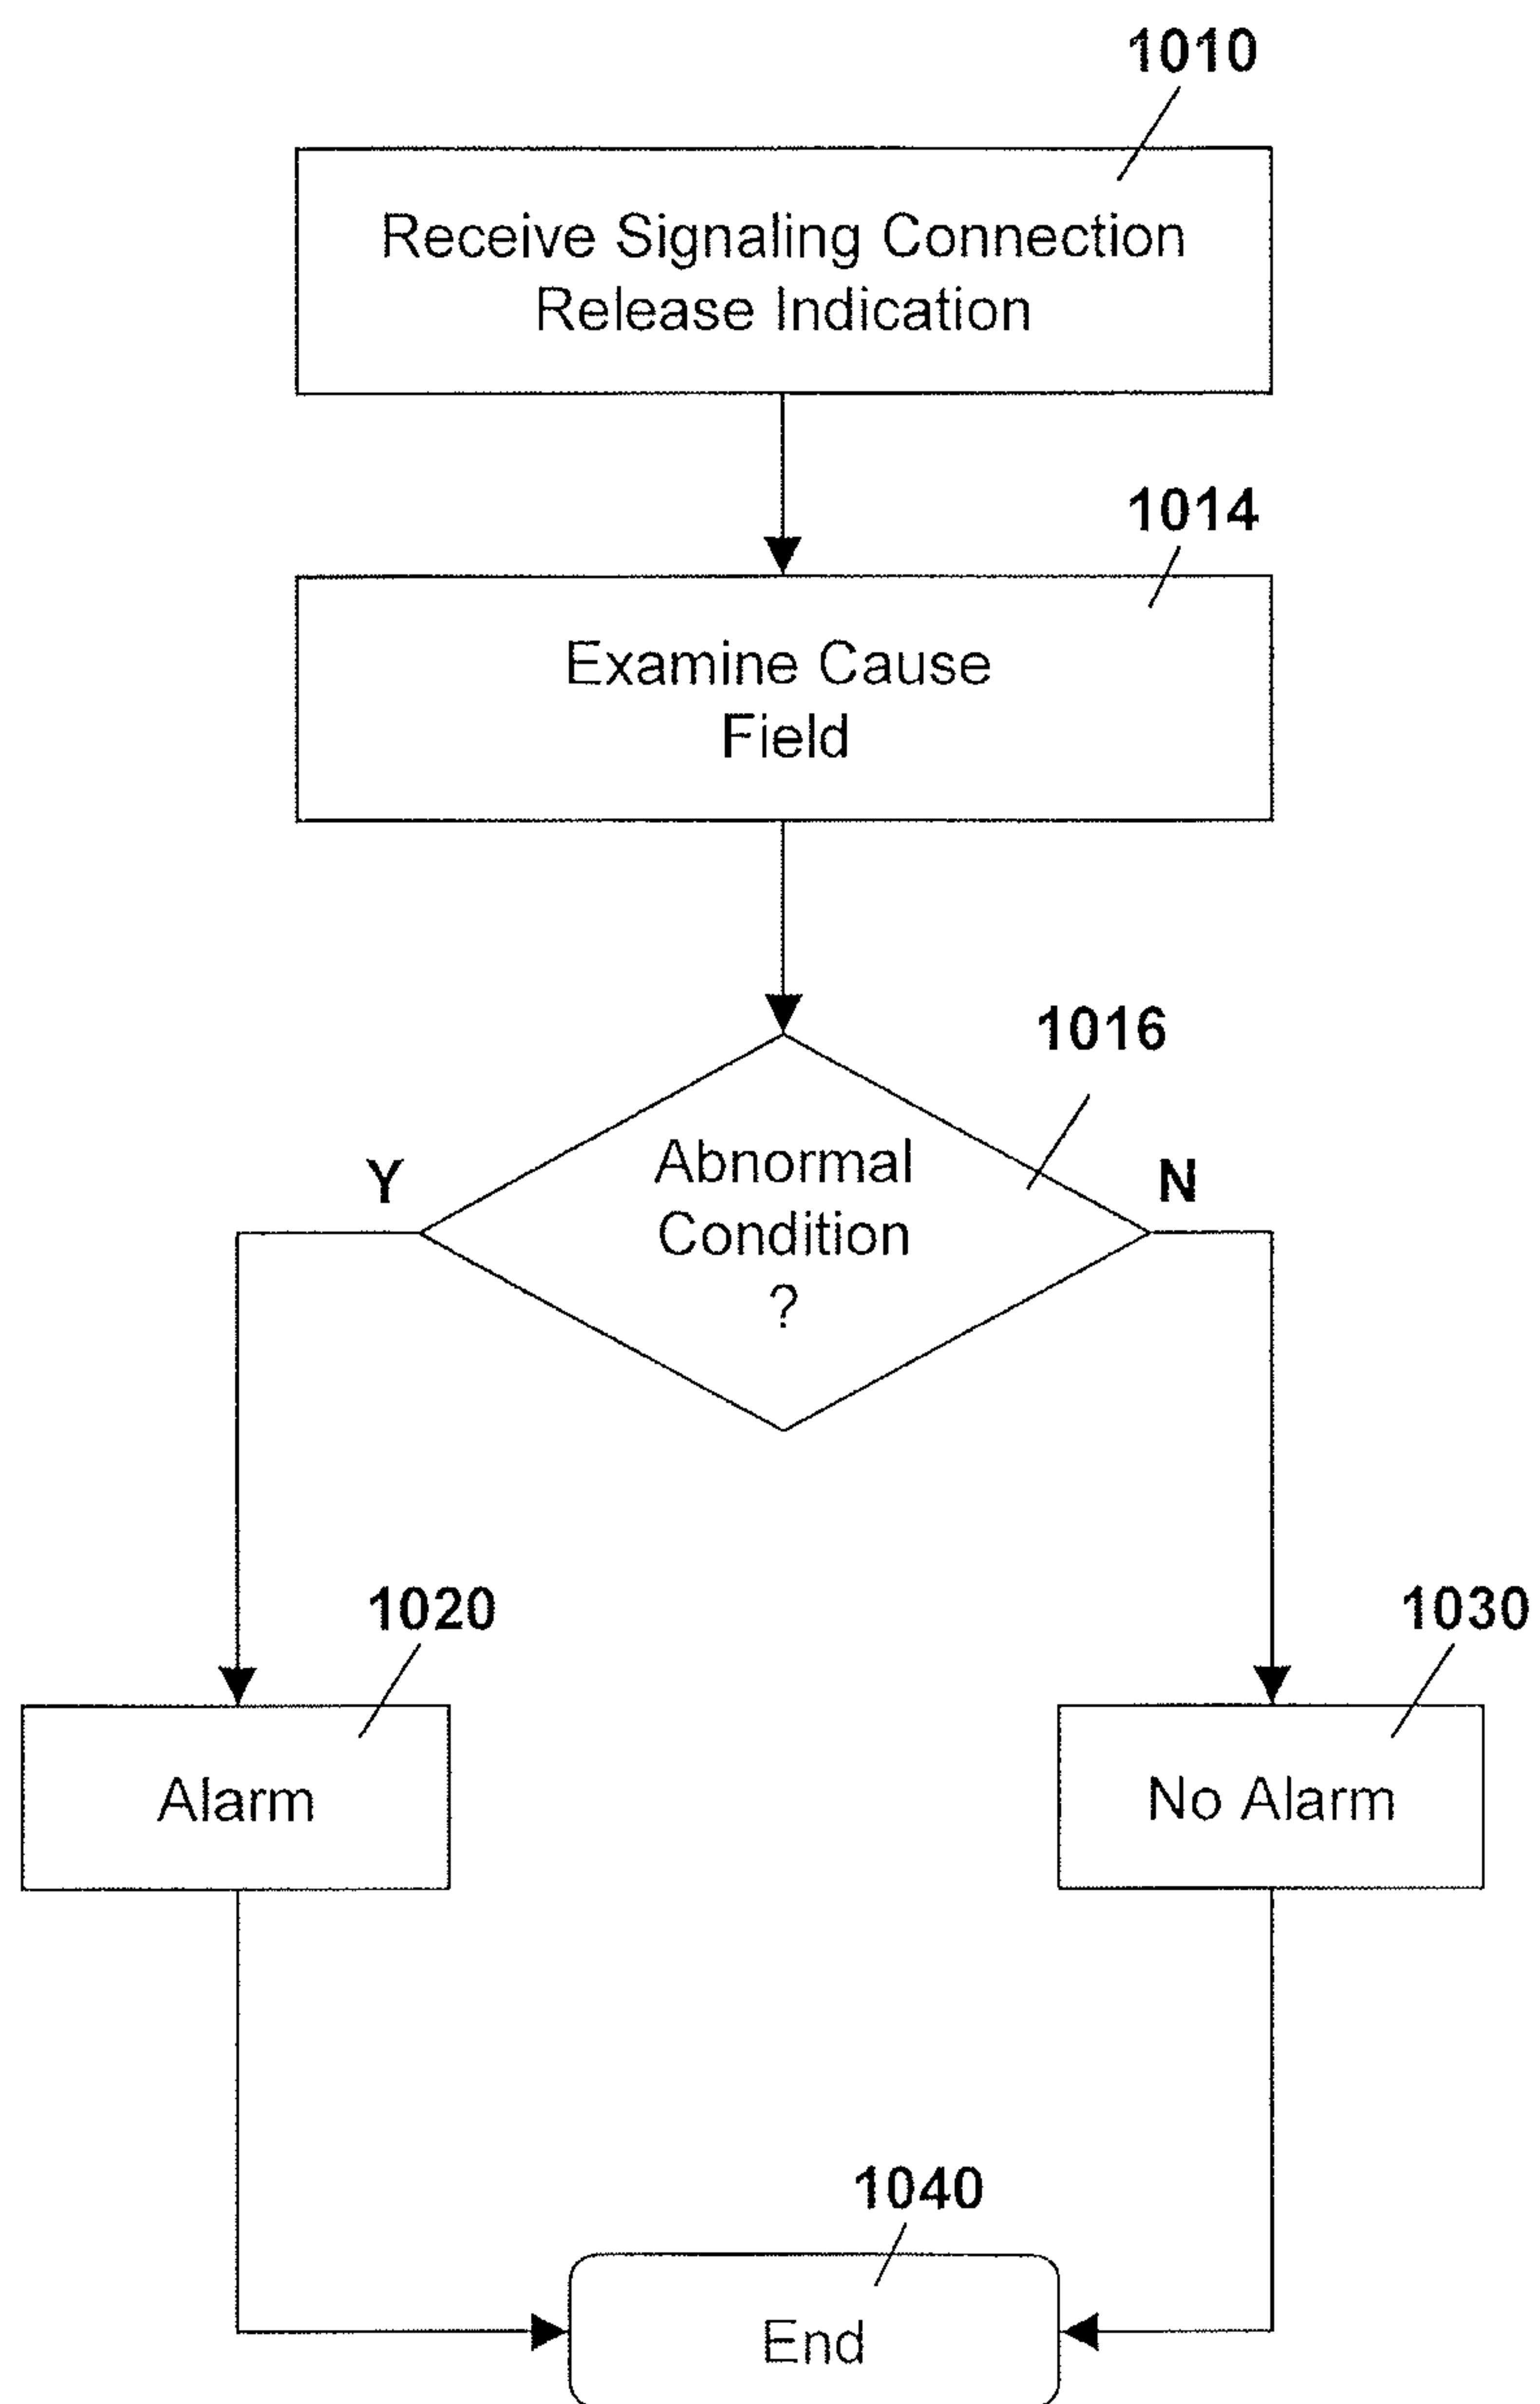 1010
Receive Signaling Connection
Release Indication
1014
Examine Cause
Field
1016
Abnormal
Condition
?
Y
N
1020
Alarm
1030
No Alarm
1040
End